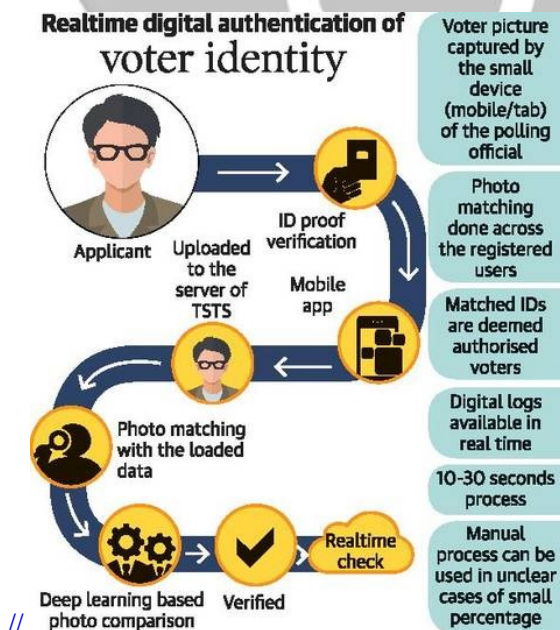 Realtime digital authentication of
voter identity
Applicant
ID proof
verification
Mobile
app
Uploaded
to the
server of
TSTS
Photo matching
with the loaded
data
Deep learning based
photo comparison
Verified
Realtime
check
Voter picture
captured by
the small
device
(mobile/tab)
of the polling
official
Photo
matching
done across
the registered
users
Matched IDs
are deemed
authorised
voters
Digital logs
available in
real time
10-30 seconds
process
Manual
process can be
used in unclear
cases of small
percentage
//